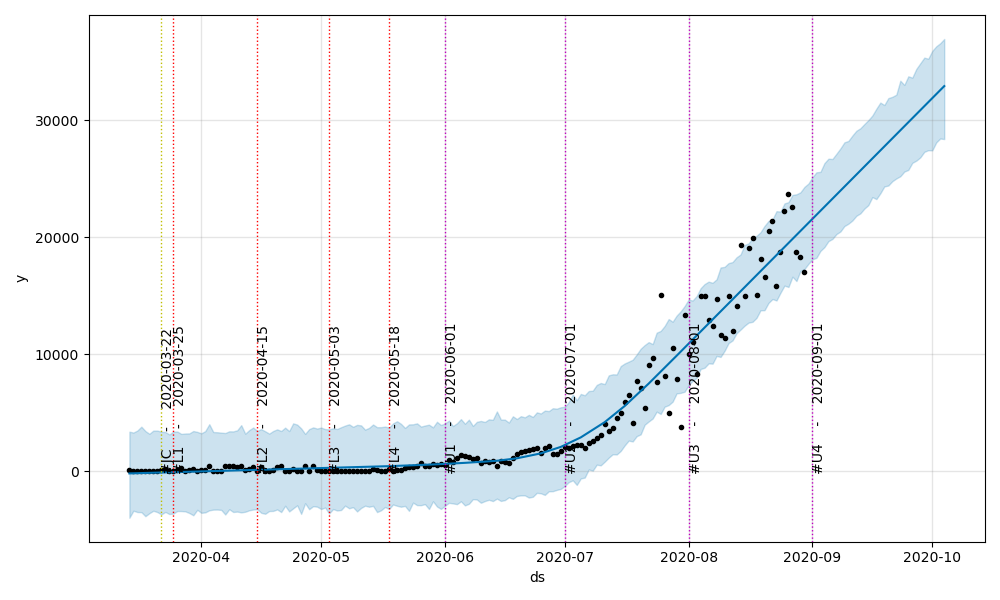 30000
20000
10000
0
y
#JC - 2020-03-22
#L1 - 2020-03-25
#L2 - 2020-04-15
#L3 - 2020-05-03
#L4 - 2020-05-18
#U1 - 2020-06-01
#U2 - 2020-07-01
#U3 - 2020-08-01
#U4 - 2020-09-01
2020-04 2020-05 2020-06 2020-07 2020-08 2020-09 2020-10
ds